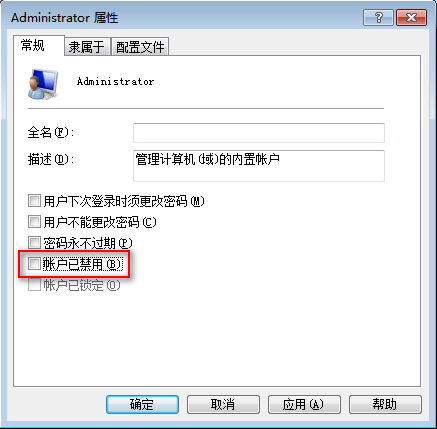 Administrator 属性
常规 隶属于 配置文件
Administrator
全名(F):
描述(D): 管理计算机(域)的内置帐户
用户下次登录时须更改密码(M)
用户不能更改密码(C)
密码永不过期(P)
帐户已禁用(B)
帐户已锁定(O)
确定 取消 应用(A) 帮助